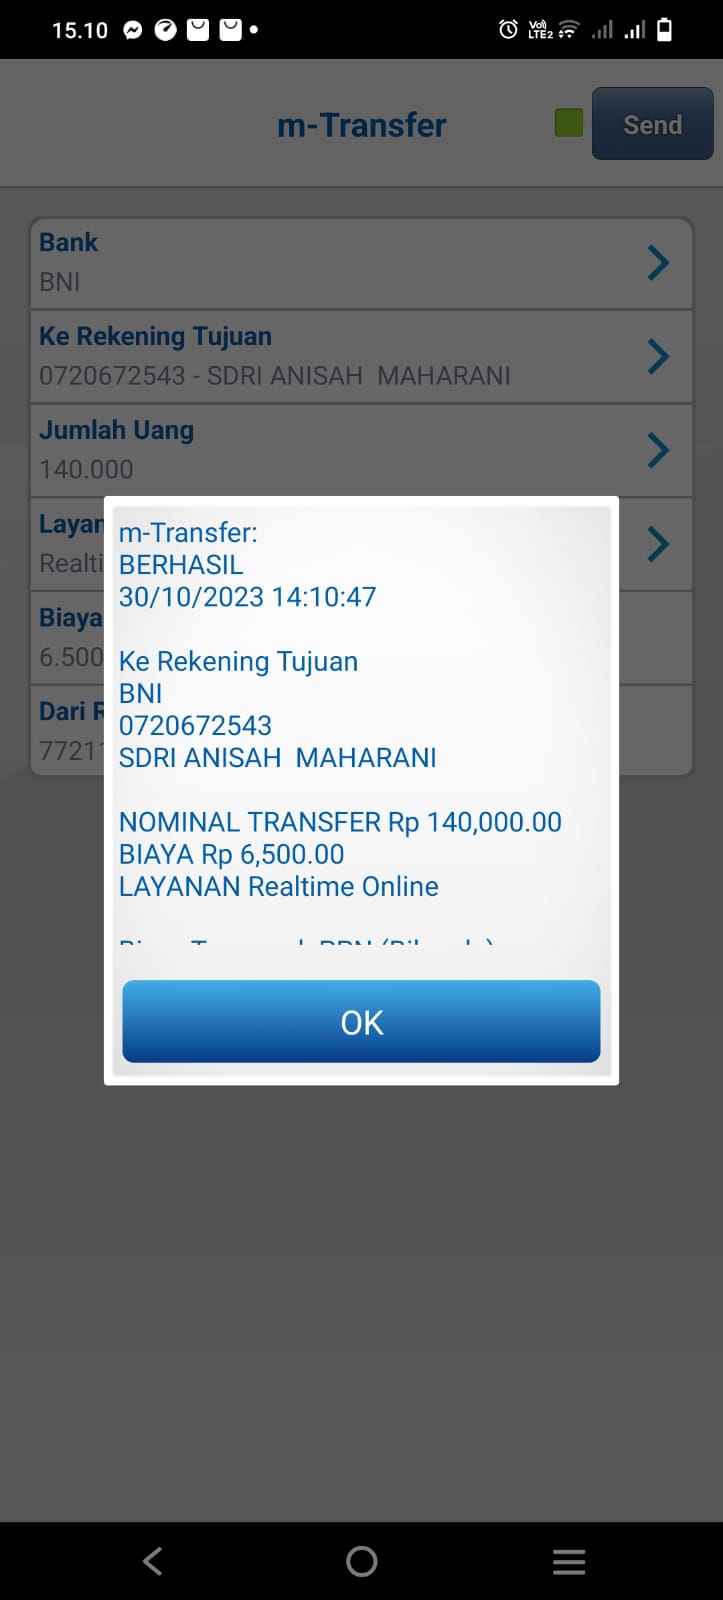 15.10
Vo))
LTE2
m-Transfer
Send
Bank
BNI
Ke Rekening Tujuan
0720672543 - SDRI ANISAH  MAHARANI
Jumlah Uang
140.000
Layan
Realti
Biaya
6.500
Dari R
7721
m-Transfer:
BERHASIL
30/10/2023 14:10:47
Ke Rekening Tujuan
BNI
0720672543
SDRI ANISAH  MAHARANI
NOMINAL TRANSFER Rp 140,000.00
BIAYA Rp 6,500.00
LAYANAN Realtime Online
OK